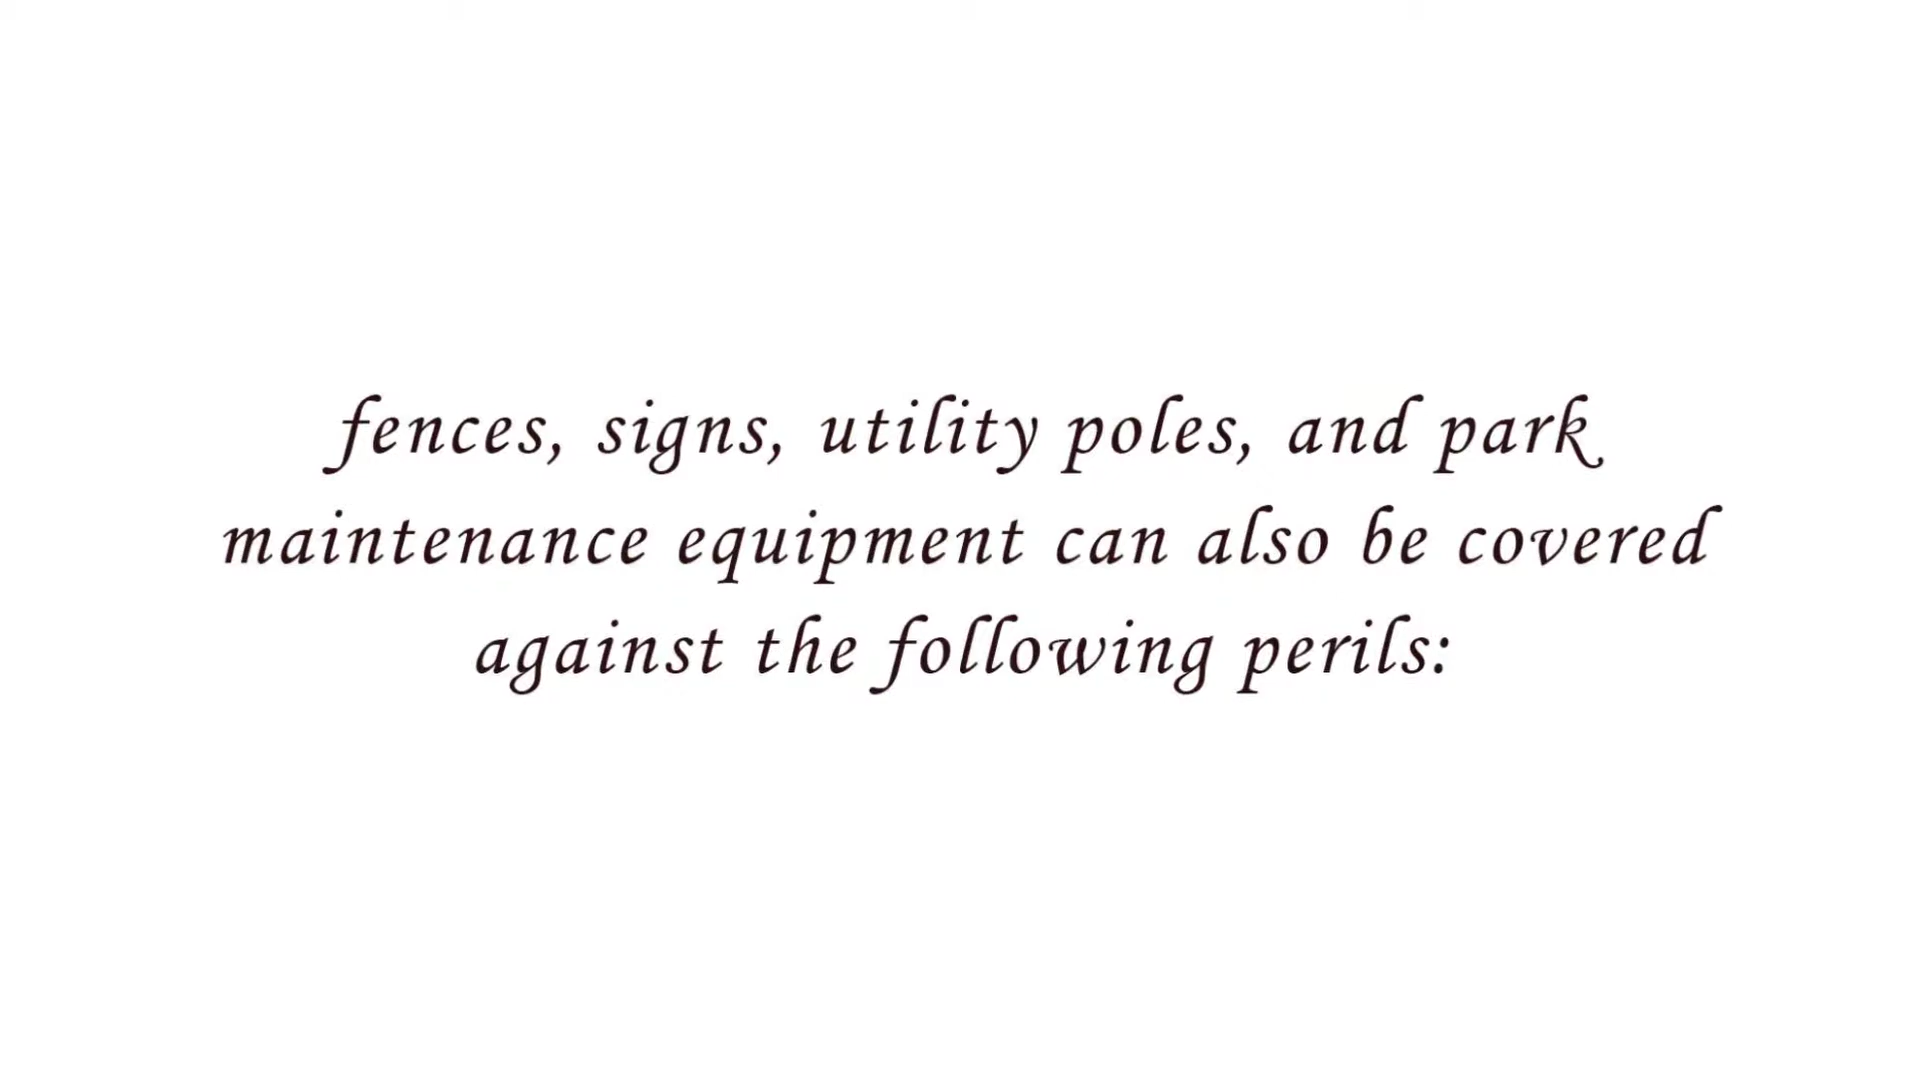 fences, signs, utility poles, and park
maintenance equipment can also be covered
against the following perils: